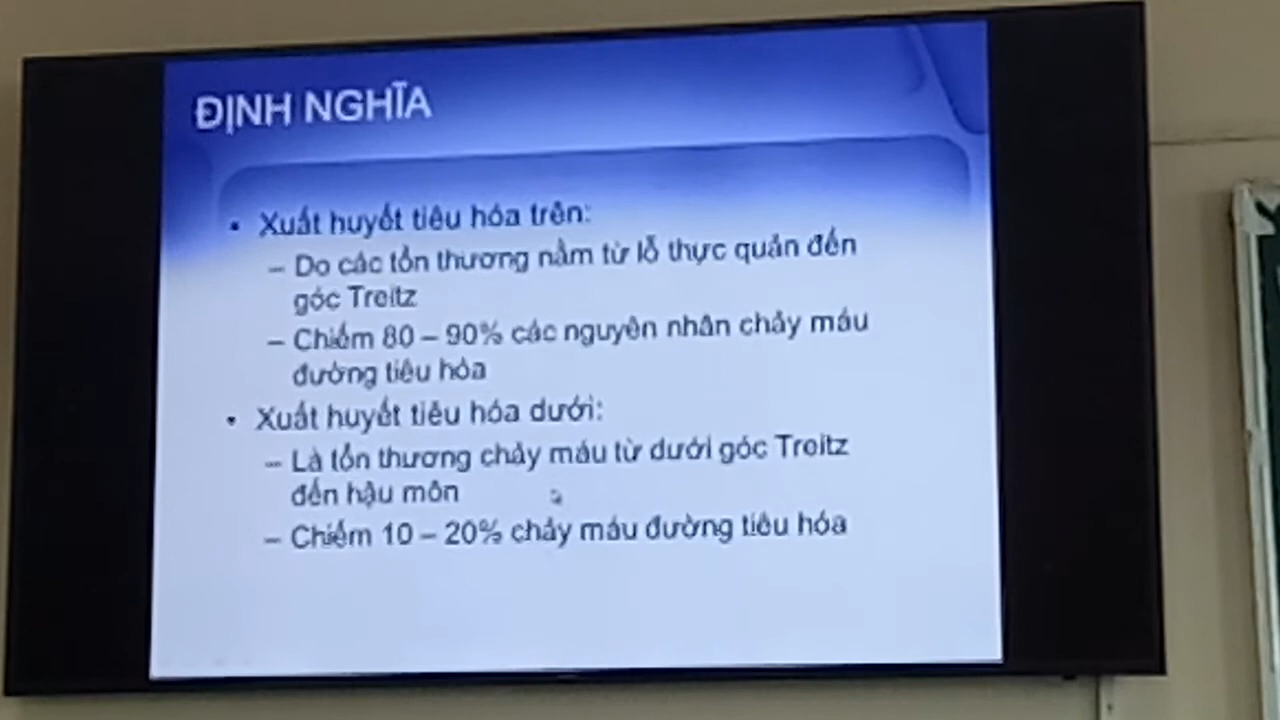 ĐỊNH NGHĨA
• Xuất huyết tiêu hóa trên:
– Do các tổn thương nằm từ lỗ thực quản đến
góc Treitz
– Chiếm 80 – 90% các nguyên nhân chảy máu
đường tiêu hóa
• Xuất huyết tiêu hóa dưới:
– Là tổn thương chảy máu từ dưới góc Treitz
đến hậu môn
– Chiếm 10 – 20% chảy máu đường tiêu hóa